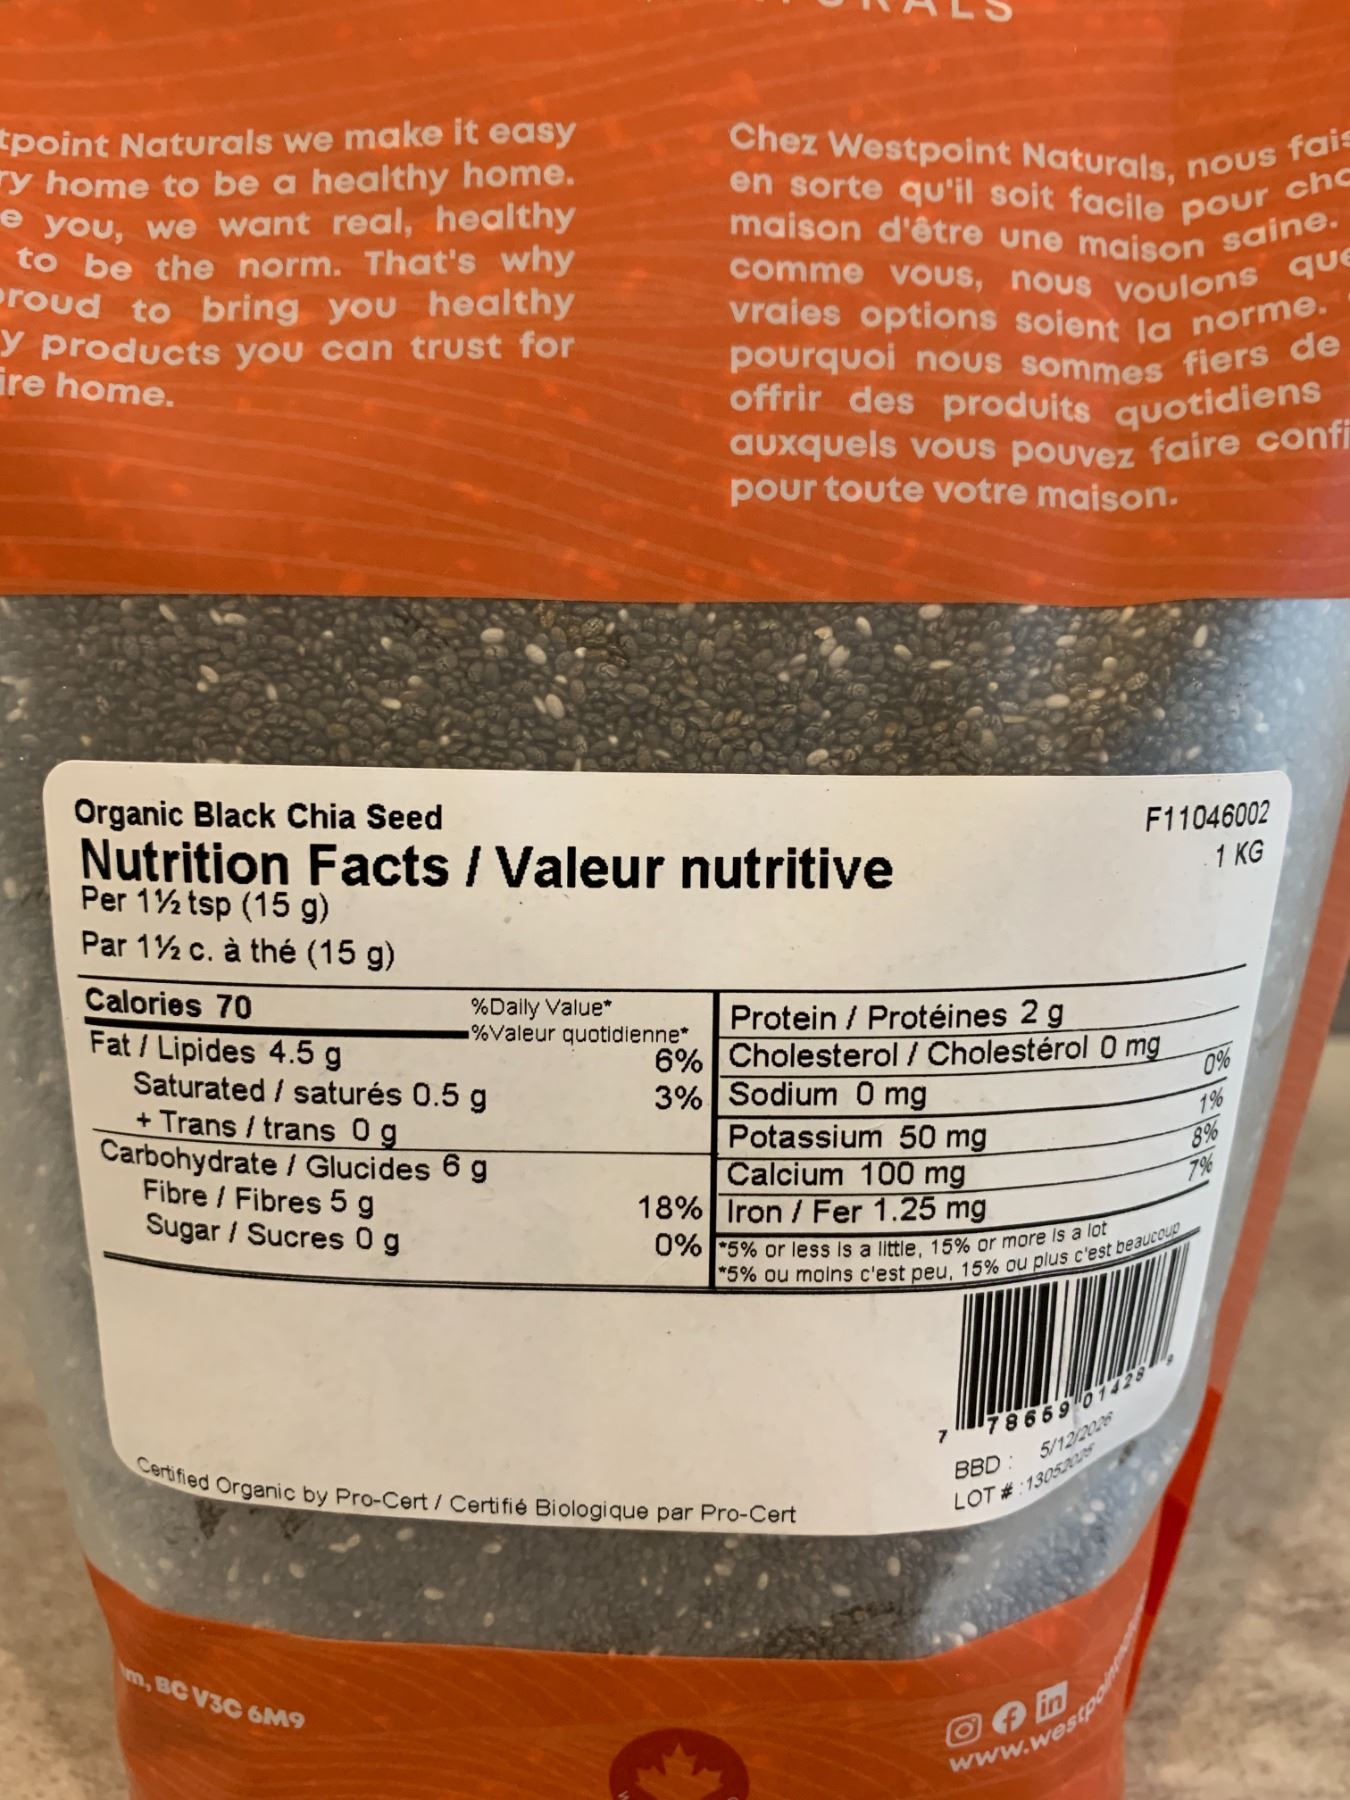 ALS
tpoint Naturals we make it easy
ry home to be a healthy home.
e you, we want real, healthy
to be the norm. That's why
roud to bring you healthy
y products you can trust for
ire home.
Chez Westpoint Naturals, nous fais
en sorte qu'il soit facile pour cha
maison d'être une maison saine.
comme vous, nous voulons que
vraies options soient la norme.
pourquoi nous sommes fiers de
offrir des produits quotidiens
auxquels vous pouvez faire confi
pour toute votre maison.
Organic Black Chia Seed
F11046002
1 KG
Nutrition Facts / Valeur nutritive
Per 1½ tsp (15 g)
Par 1½ c. à thé (15 g)
Calories 70
%Daily Value*
%Valeur quotidienne*
Fat / Lipides 4.5 g 6%
Saturated / saturés 0.5 g 3%
+ Trans / trans 0 g
Carbohydrate / Glucides 6 g
Fibre / Fibres 5 g 18%
Sugar / Sucres 0 g 0%
Protein / Protéines 2 g
Cholesterol / Cholestérol 0 mg
Sodium 0 mg 0%
Potassium 50 mg 1%
Calcium 100 mg 8%
Iron / Fer 1.25 mg 7%
*5% or less is a little, 15% or more is a lot
*5% ou moins c'est peu, 15% ou plus c'est beaucoup
7 78659 01428 9
BBD : 5/12/2026
LOT # :13052025
Certified Organic by Pro-Cert / Certifié Biologique par Pro-Cert
m, BC V3C 6M9
in
www.westpoint